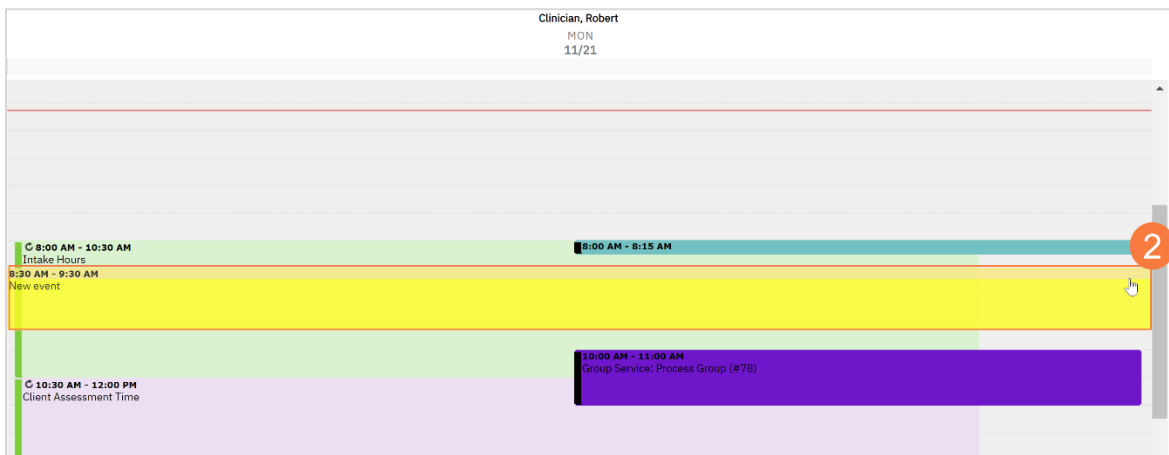 Clinician, Robert
MON
11/21
8:00 AM - 10:30 AM
Intake Hours
8:00 AM - 8:15 AM
2
8:30 AM - 9:30 AM
New event
10:00 AM - 11:00 AM
Group Service: Process Group (#78)
10:30 AM - 12:00 PM
Client Assessment Time